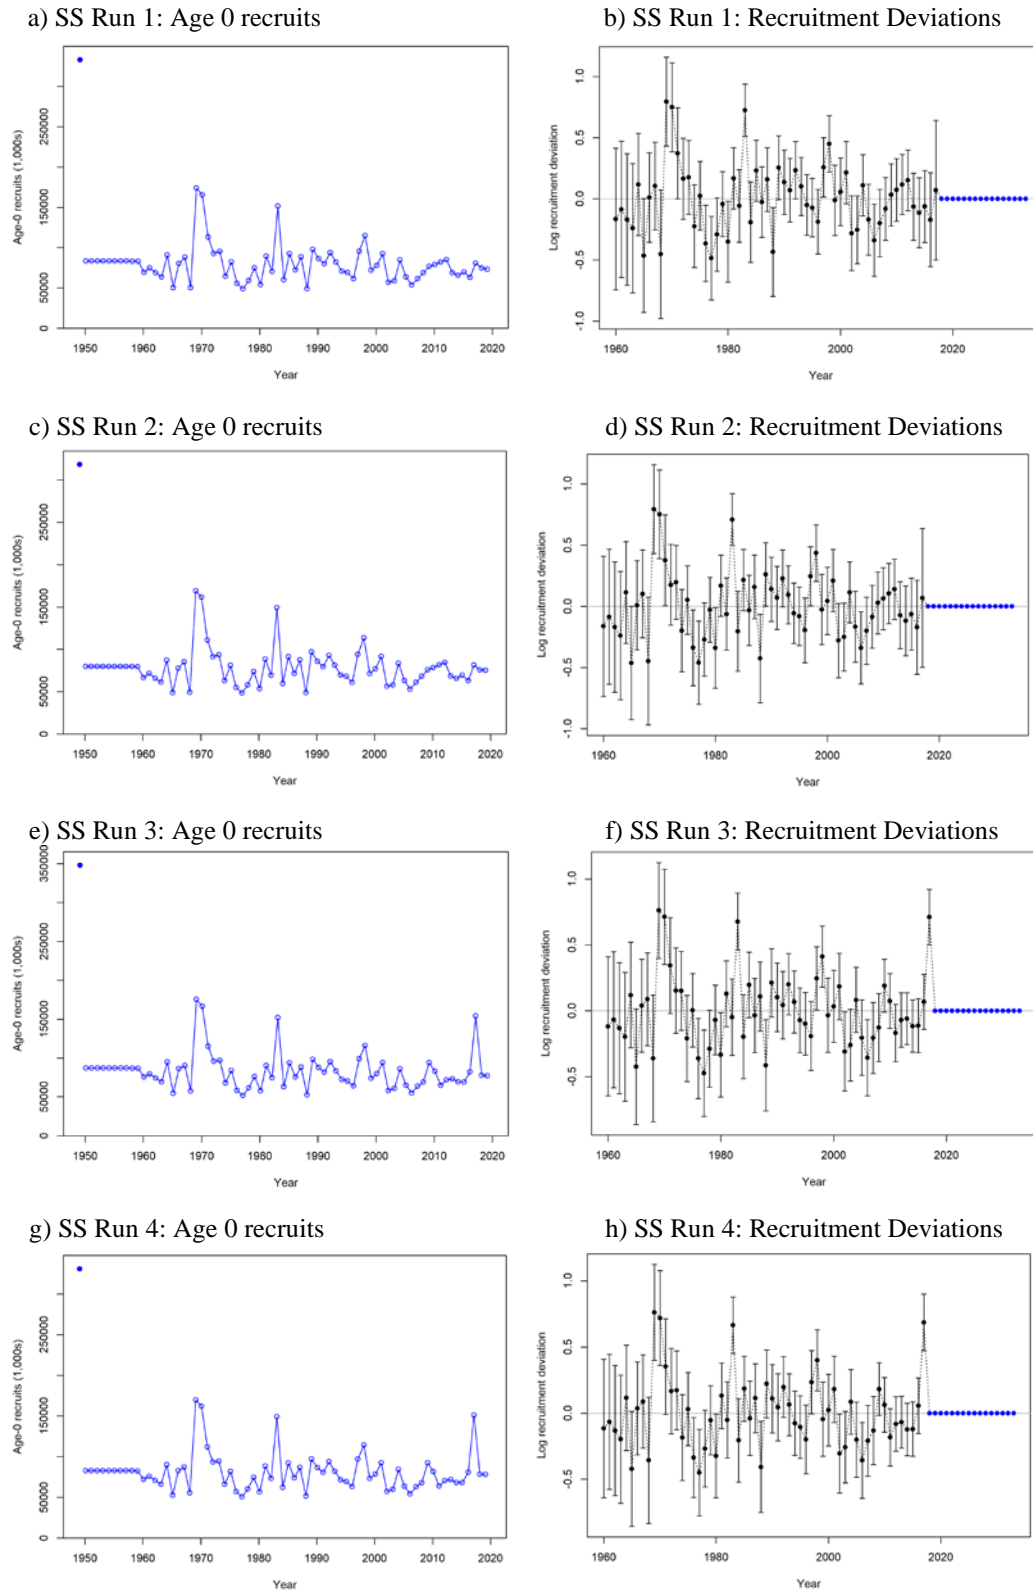 a) SS Run 1: Age 0 recruits
b) SS Run 1: Recruitment Deviations
Age-0 recruits (1,000s)
0 50000 150000 250000
1950 1960 1970 1980 1990 2000 2010 2020
Year
Log recruitment deviation
-1.0 -0.5 0.0 0.5 1.0
1960 1980 2000 2020
Year
c) SS Run 2: Age 0 recruits
d) SS Run 2: Recruitment Deviations
Age-0 recruits (1,000s)
0 50000 150000 250000
1950 1960 1970 1980 1990 2000 2010 2020
Year
Log recruitment deviation
-1.0 -0.5 0.0 0.5 1.0
1960 1980 2000 2020
Year
e) SS Run 3: Age 0 recruits
f) SS Run 3: Recruitment Deviations
Age-0 recruits (1,000s)
0 50000 150000 250000 350000
1950 1960 1970 1980 1990 2000 2010 2020
Year
Log recruitment deviation
-0.5 0.0 0.5 1.0
1960 1980 2000 2020
Year
g) SS Run 4: Age 0 recruits
h) SS Run 4: Recruitment Deviations
Age-0 recruits (1,000s)
0 50000 150000 250000
1950 1960 1970 1980 1990 2000 2010 2020
Year
Log recruitment deviation
-0.5 0.0 0.5 1.0
1960 1980 2000 2020
Year